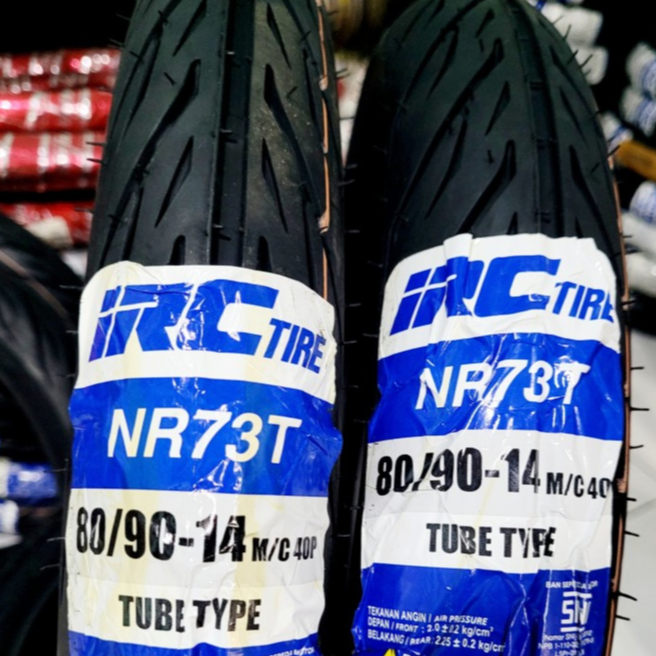 IRC TIRE
NR73T
80/90-14 M/C 40P
TUBE TYPE
IRC TIRE
NR73T
80/90-14 M/C 40
TUBE TYPE
TEKANAN ANGIN / AIR PRESSURE
DEPAN / FRONT : 2.0 ± 0.2 kg/cm²
BELAKANG / REAR: 2.25 ± 0.2 kg/cm²
SNI